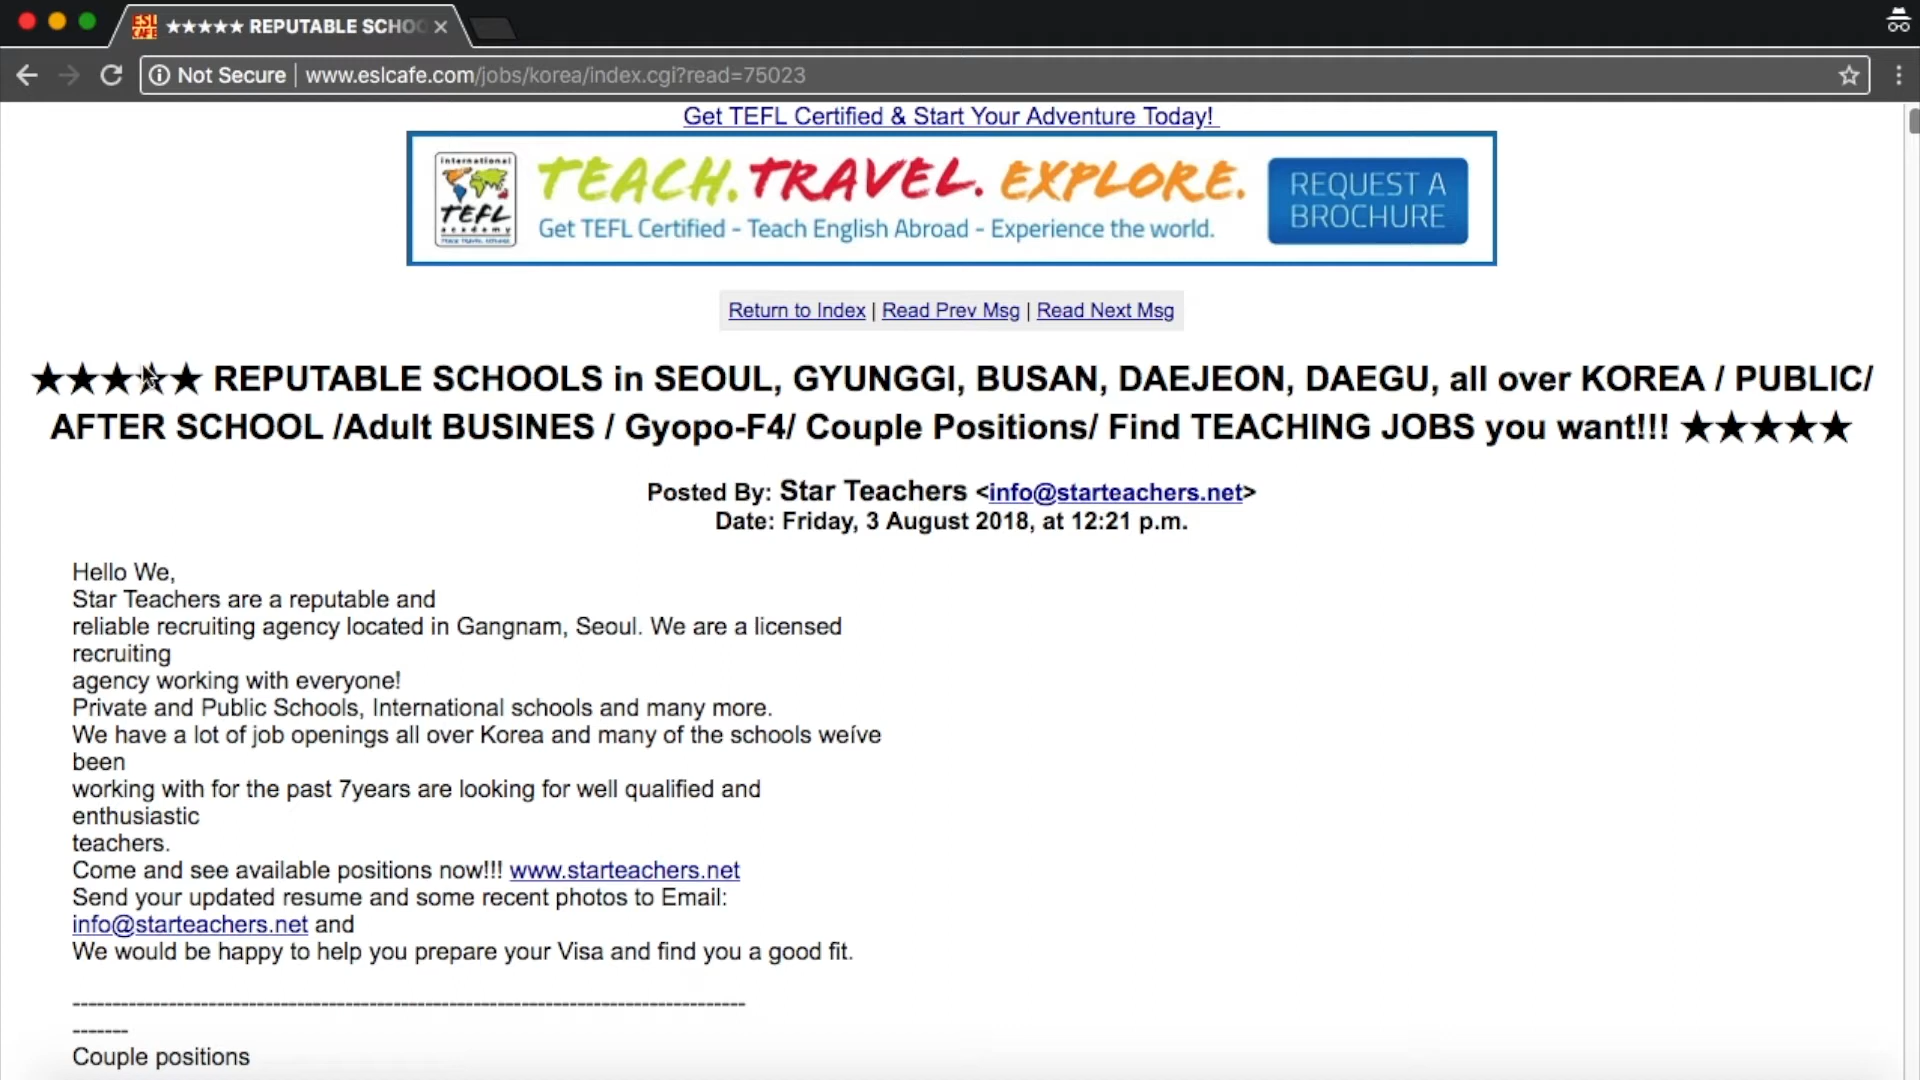 ★★★★★ REPUTABLE SCHOO
Not Secure | www.eslcafe.com/jobs/korea/index.cgi?read=75023
Get TEFL Certified & Start Your Adventure Today!
international
TEFL
academy
TEACH. TRAVEL. EXPLORE.
Get TEFL Certified - Teach English Abroad - Experience the world.
REQUEST A
BROCHURE
Return to Index | Read Prev Msg | Read Next Msg
★★★★★ REPUTABLE SCHOOLS in SEOUL, GYUNGGI, BUSAN, DAEJEON, DAEGU, all over KOREA / PUBLIC/
AFTER SCHOOL /Adult BUSINES / Gyopo-F4/ Couple Positions/ Find TEACHING JOBS you want!!! ★★★★★
Posted By: Star Teachers <info@starteachers.net>
Date: Friday, 3 August 2018, at 12:21 p.m.
Hello We,
Star Teachers are a reputable and
reliable recruiting agency located in Gangnam, Seoul. We are a licensed
recruiting
agency working with everyone!
Private and Public Schools, International schools and many more.
We have a lot of job openings all over Korea and many of the schools weíve
been
working with for the past 7years are looking for well qualified and
enthusiastic
teachers.
Come and see available positions now!!! www.starteachers.net
Send your updated resume and some recent photos to Email:
info@starteachers.net and
We would be happy to help you prepare your Visa and find you a good fit.
------------------------------------------------------------------------------------
-------
Couple positions